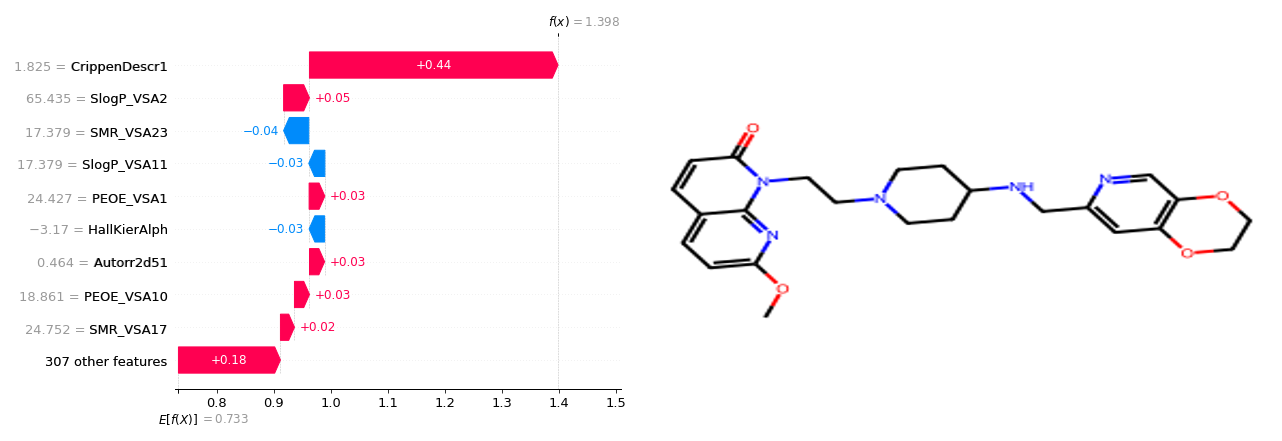 f(x) = 1.398
1.825 = CrippenDescr1
+0.44
65.435 = SlogP_VSA2
+0.05
17.379 = SMR_VSA23
−0.04
17.379 = SlogP_VSA11
−0.03
24.427 = PEOE_VSA1
+0.03
−3.17 = HallKierAlph
−0.03
0.464 = Autorr2d51
+0.03
18.861 = PEOE_VSA10
+0.03
24.752 = SMR_VSA17
+0.02
307 other features
+0.18
0.8 0.9 1.0 1.1 1.2 1.3 1.4 1.5
E[f(X)] = 0.733
O
N
N
O
N
NH
N
O
O